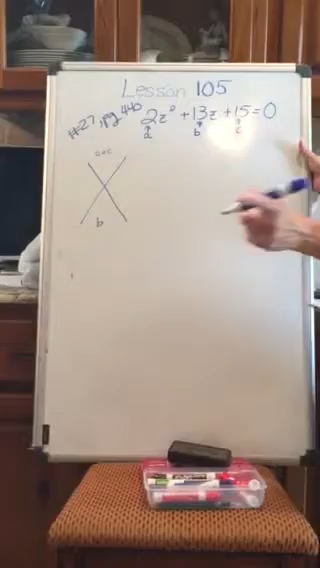 Lesson 105
#27, pg 440 2z² + 13z + 15 = 0
a b c
a·c
b